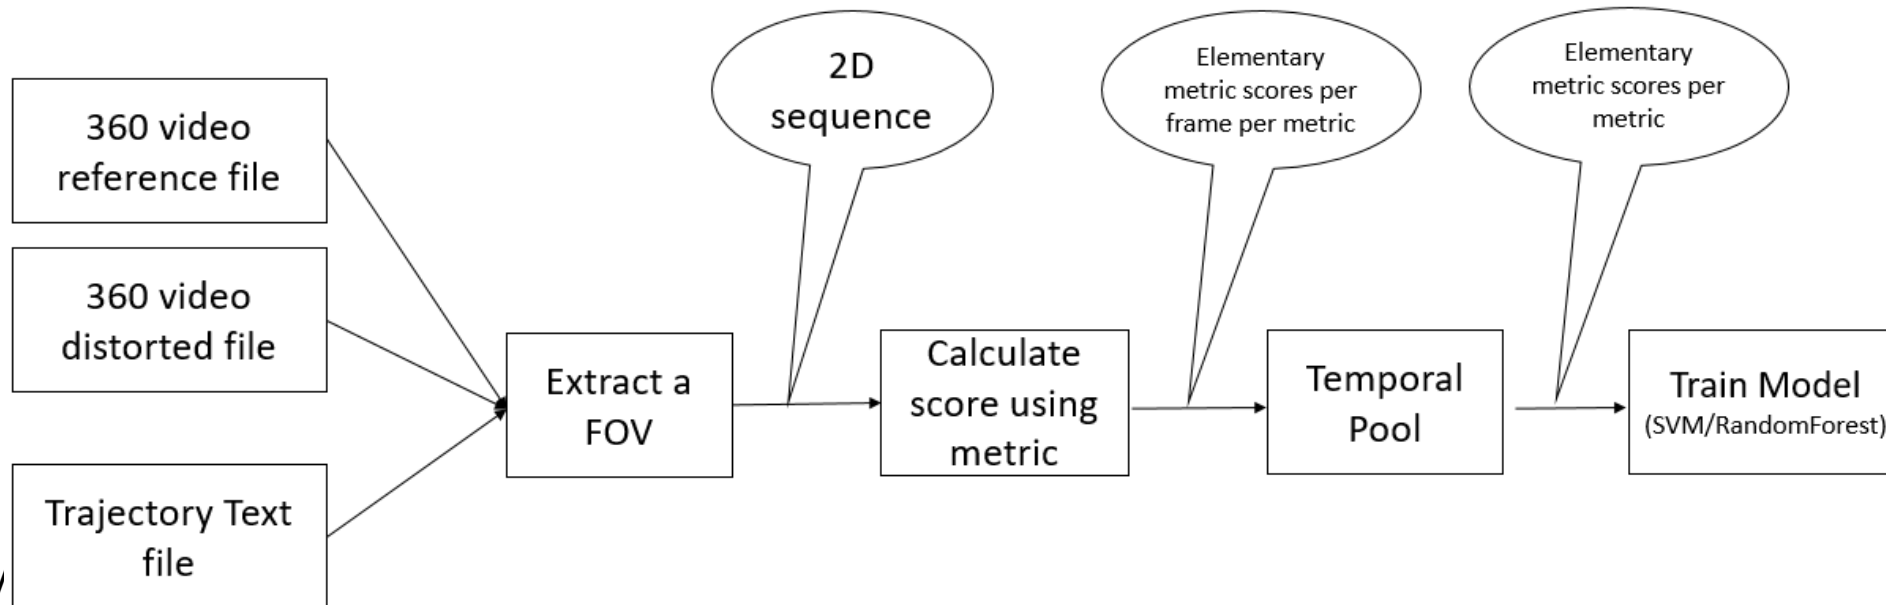 360 video
reference file
360 video
distorted file
Trajectory Text
file
Extract a
FOV
2D
sequence
Calculate
score using
metric
Elementary
metric scores per
frame per metric
Temporal
Pool
Elementary
metric scores per
metric
Train Model
(SVM/RandomForest)